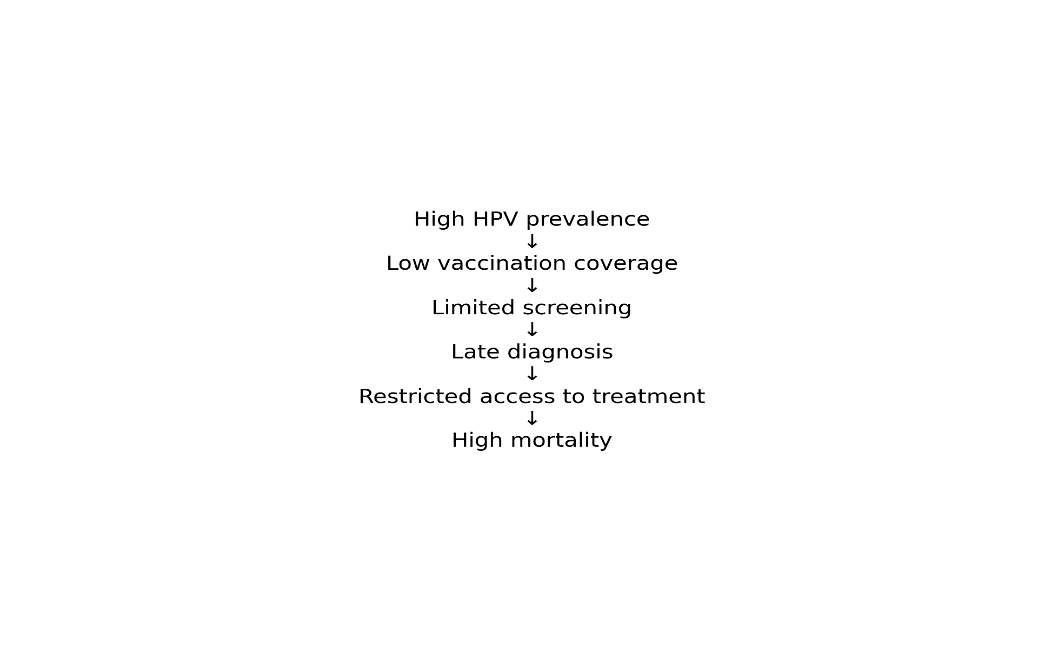 High HPV prevalence
↓
Low vaccination coverage
↓
Limited screening
↓
Late diagnosis
↓
Restricted access to treatment
↓
High mortality